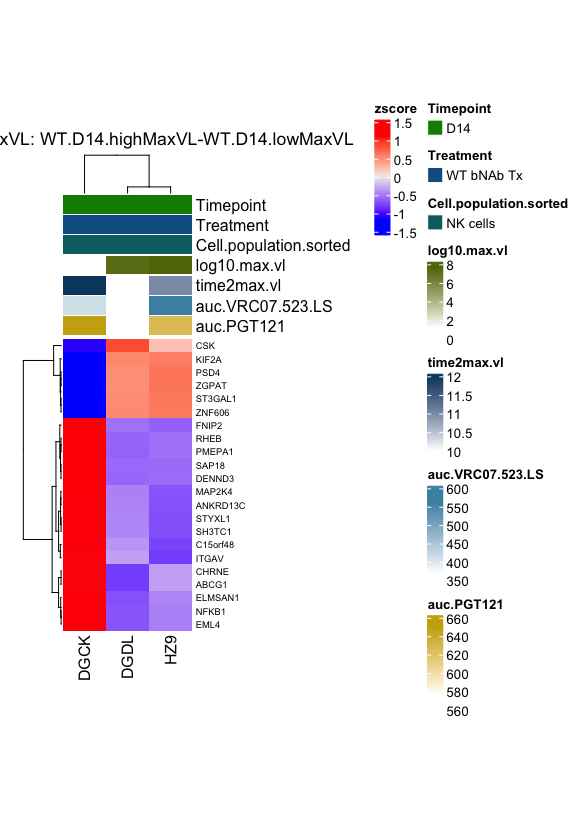 xVL: WT.D14.highMaxVL-WT.D14.lowMaxVL
Timepoint
Treatment
Cell.population.sorted
log10.max.vl
time2max.vl
auc.VRC07.523.LS
auc.PGT121
CSK
KIF2A
PSD4
ZGPAT
ST3GAL1
ZNF606
FNIP2
RHEB
PMEPA1
SAP18
DENND3
MAP2K4
ANKRD13C
STYXL1
SH3TC1
C15orf48
ITGAV
CHRNE
ABCG1
ELMSAN1
NFKB1
EML4
DGCK
DGDL
HZ9
zscore
1.5
1
0.5
0
-0.5
-1
-1.5
Timepoint
D14
Treatment
WT bNAb Tx
Cell.population.sorted
NK cells
log10.max.vl
8
6
4
2
0
time2max.vl
12
11.5
11
10.5
10
auc.VRC07.523.LS
600
550
500
450
400
350
auc.PGT121
660
640
620
600
580
560